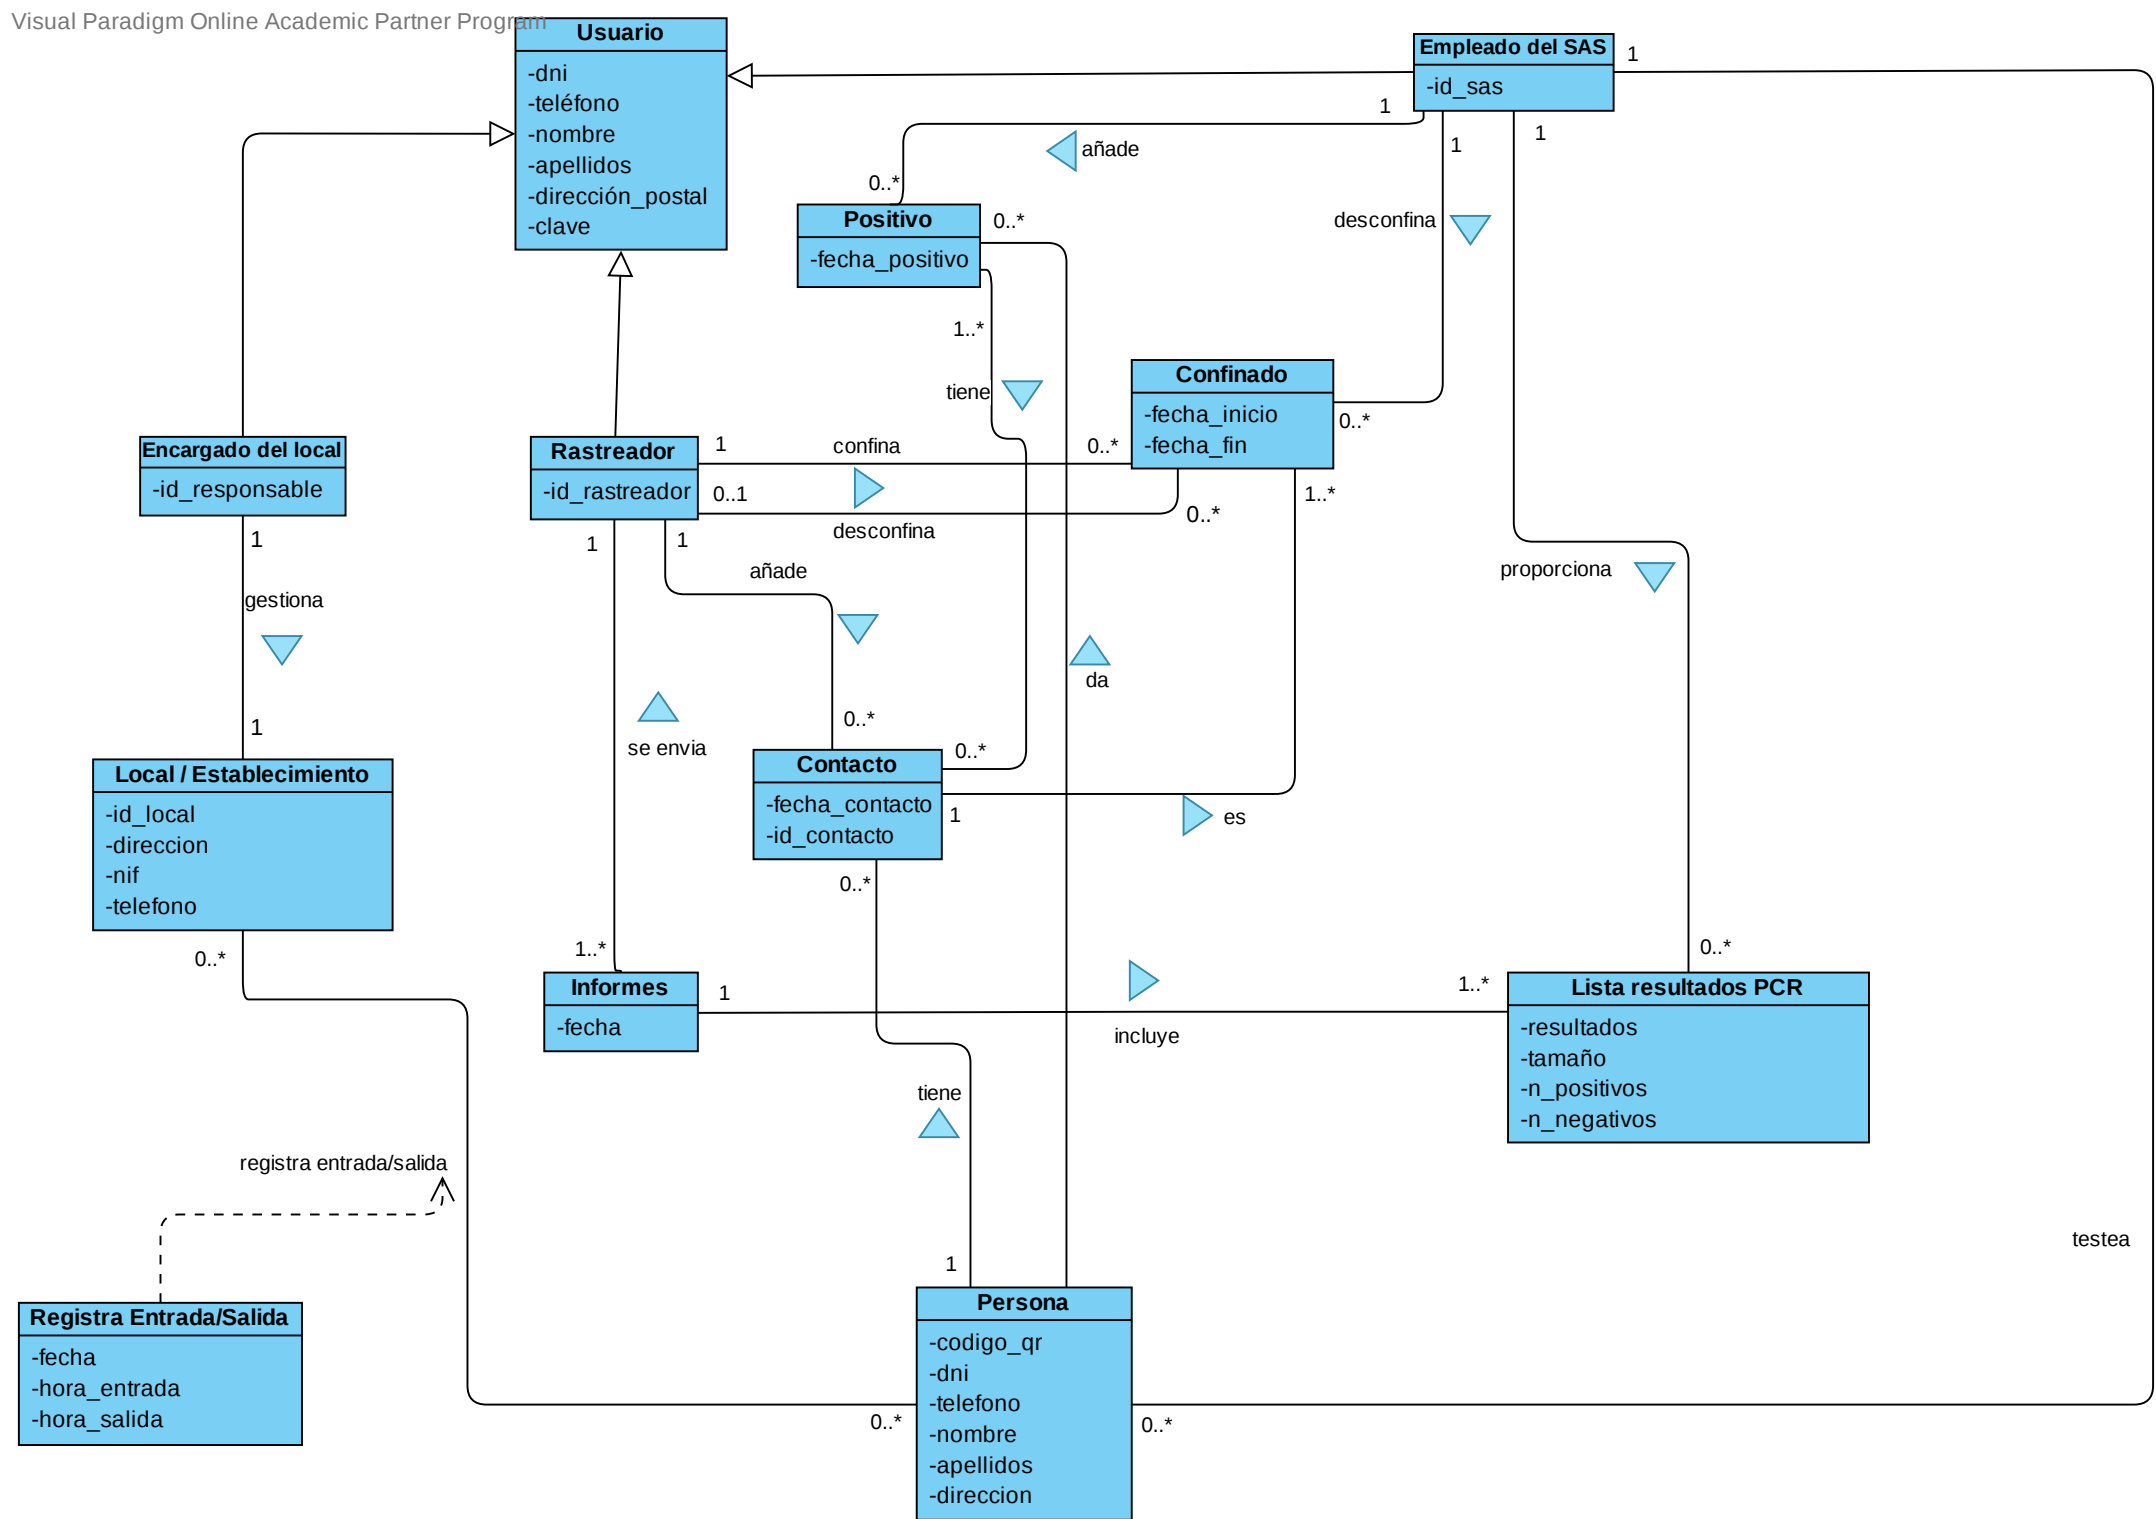 Visual Paradigm Online Academic Partner Program
Usuario
-dni
-teléfono
-nombre
-apellidos
-dirección_postal
-clave
Empleado del SAS
-id_sas
1
1
1
1
añade
desconfina
0..*
Positivo
-fecha_positivo
0..*
1..*
tiene
Confinado
-fecha_inicio
-fecha_fin
0..*
1..*
Encargado del local
-id_responsable
1
gestiona
1
Rastreador
-id_rastreador
1
confina
0..*
0..1
desconfina
0..*
1
1
añade
proporciona
da
se envia
0..*
0..*
Local / Establecimiento
-id_local
-direccion
-nif
-telefono
0..*
Contacto
-fecha_contacto
-id_contacto
1
es
0..*
1..*
Informes
-fecha
1
incluye
1..*
0..*
Lista resultados PCR
-resultados
-tamaño
-n_positivos
-n_negativos
tiene
registra entrada/salida
testea
1
Registra Entrada/Salida
-fecha
-hora_entrada
-hora_salida
Persona
-codigo_qr
-dni
-telefono
-nombre
-apellidos
-direccion
0..*
0..*